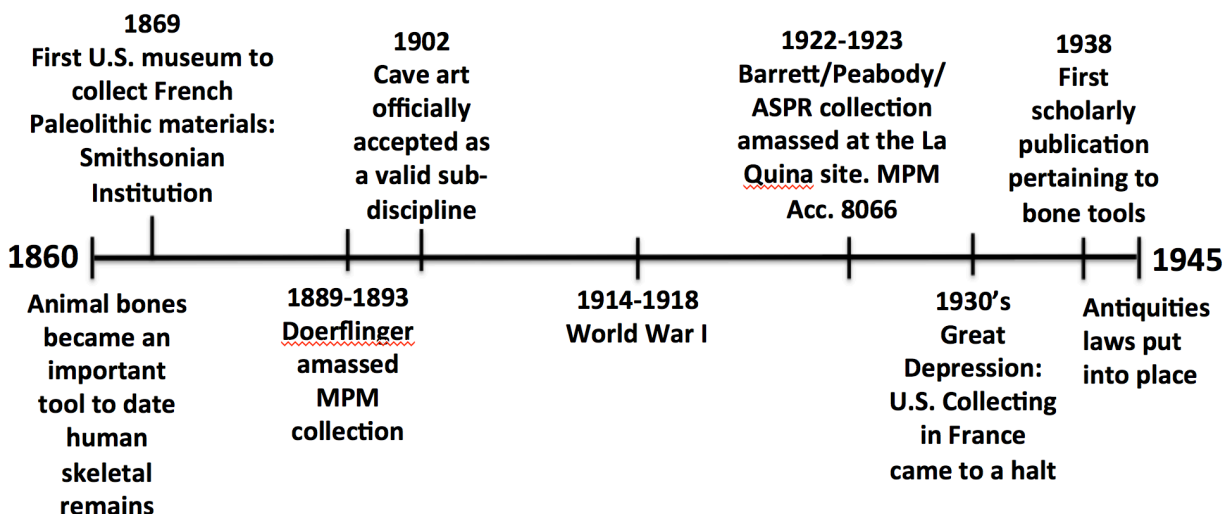 1869
First U.S. museum to
collect French
Paleolithic materials:
Smithsonian
Institution
1902
Cave art
officially
accepted as
a valid sub-
discipline
1922-1923
Barrett/Peabody/
ASPR collection
amassed at the La
Quina site. MPM
Acc. 8066
1938
First
scholarly
publication
pertaining to
bone tools
1860
1945
Animal bones
became an
important
tool to date
human
skeletal
remains
1889-1893
Doerflinger
amassed
MPM
collection
1914-1918
World War I
1930's
Great
Depression:
U.S. Collecting
in France
came to a halt
Antiquities
laws put
into place